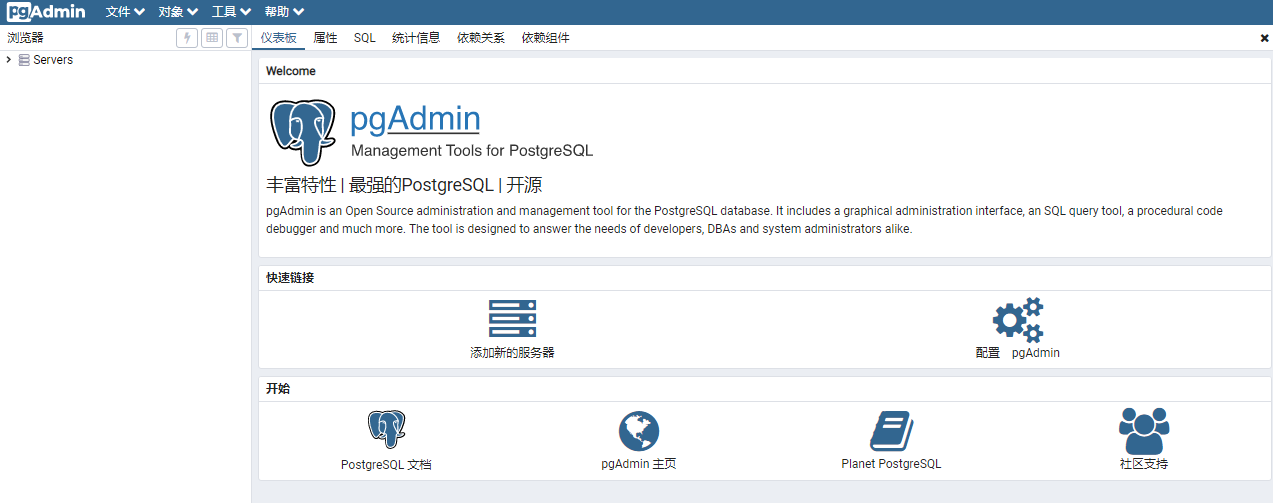 pgAdmin 文件 对象 工具 帮助
浏览器
仪表板 属性 SQL 统计信息 依赖关系 依赖组件
Servers
Welcome
pgAdmin
Management Tools for PostgreSQL
丰富特性 | 最强的PostgreSQL | 开源
pgAdmin is an Open Source administration and management tool for the PostgreSQL database. It includes a graphical administration interface, an SQL query tool, a procedural code
debugger and much more. The tool is designed to answer the needs of developers, DBAs and system administrators alike.
快速链接
添加新的服务器 配置 pgAdmin
开始
PostgreSQL 文档 pgAdmin 主页 Planet PostgreSQL 社区支持